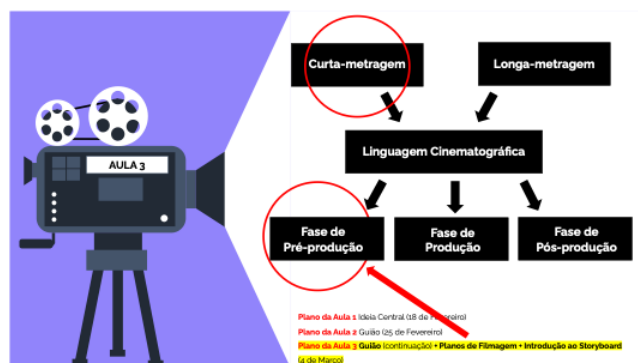 Curta-metragem
Longa-metragem
AULA 3
Linguagem Cinematográfica
Fase de
Pré-produção
Fase de
Produção
Fase de
Pós-produção
Plano da Aula 1 Ideia Central (18 de Fevereiro)
Plano da Aula 2 Guião (25 de Fevereiro)
Plano da Aula 3 Guião (continuação) + Planos de Filmagem + Introdução ao Storyboard
(4 de Março)